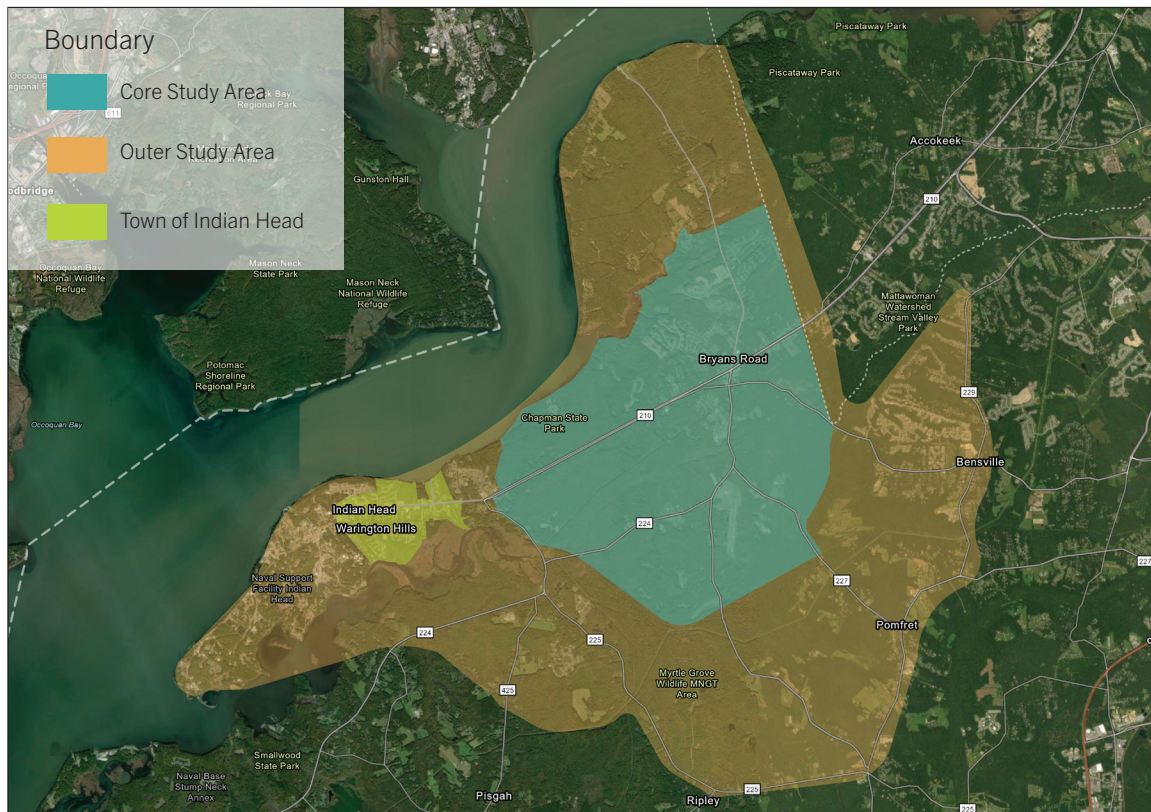 Boundary
Core Study Area
Outer Study Area
Town of Indian Head
611
odbridge
Occoquan Bay
National Wildlife
Refuge
Gunston Hall
Mason Neck
State Park
Mason Neck
National Wildlife
Refuge
Potomac
Shoreline
Regional Park
Occoquan Bay
Piscataway Park
Piscataway Park
Accokeek
210
Mattawoman
Watershed
Stream Valley
Park
Bryans Road
229
210
Chapman State
Park
Bensville
Indian Head
Warington Hills
224
Naval Support
Facility Indian
Head
227
227
Pomfret
224
225
Myrtle Grove
Wildlife MNGT
Area
425
Smallwood
State Park
Naval Base
Stump Neck
Annex
Pisgah
Ripley
225
225